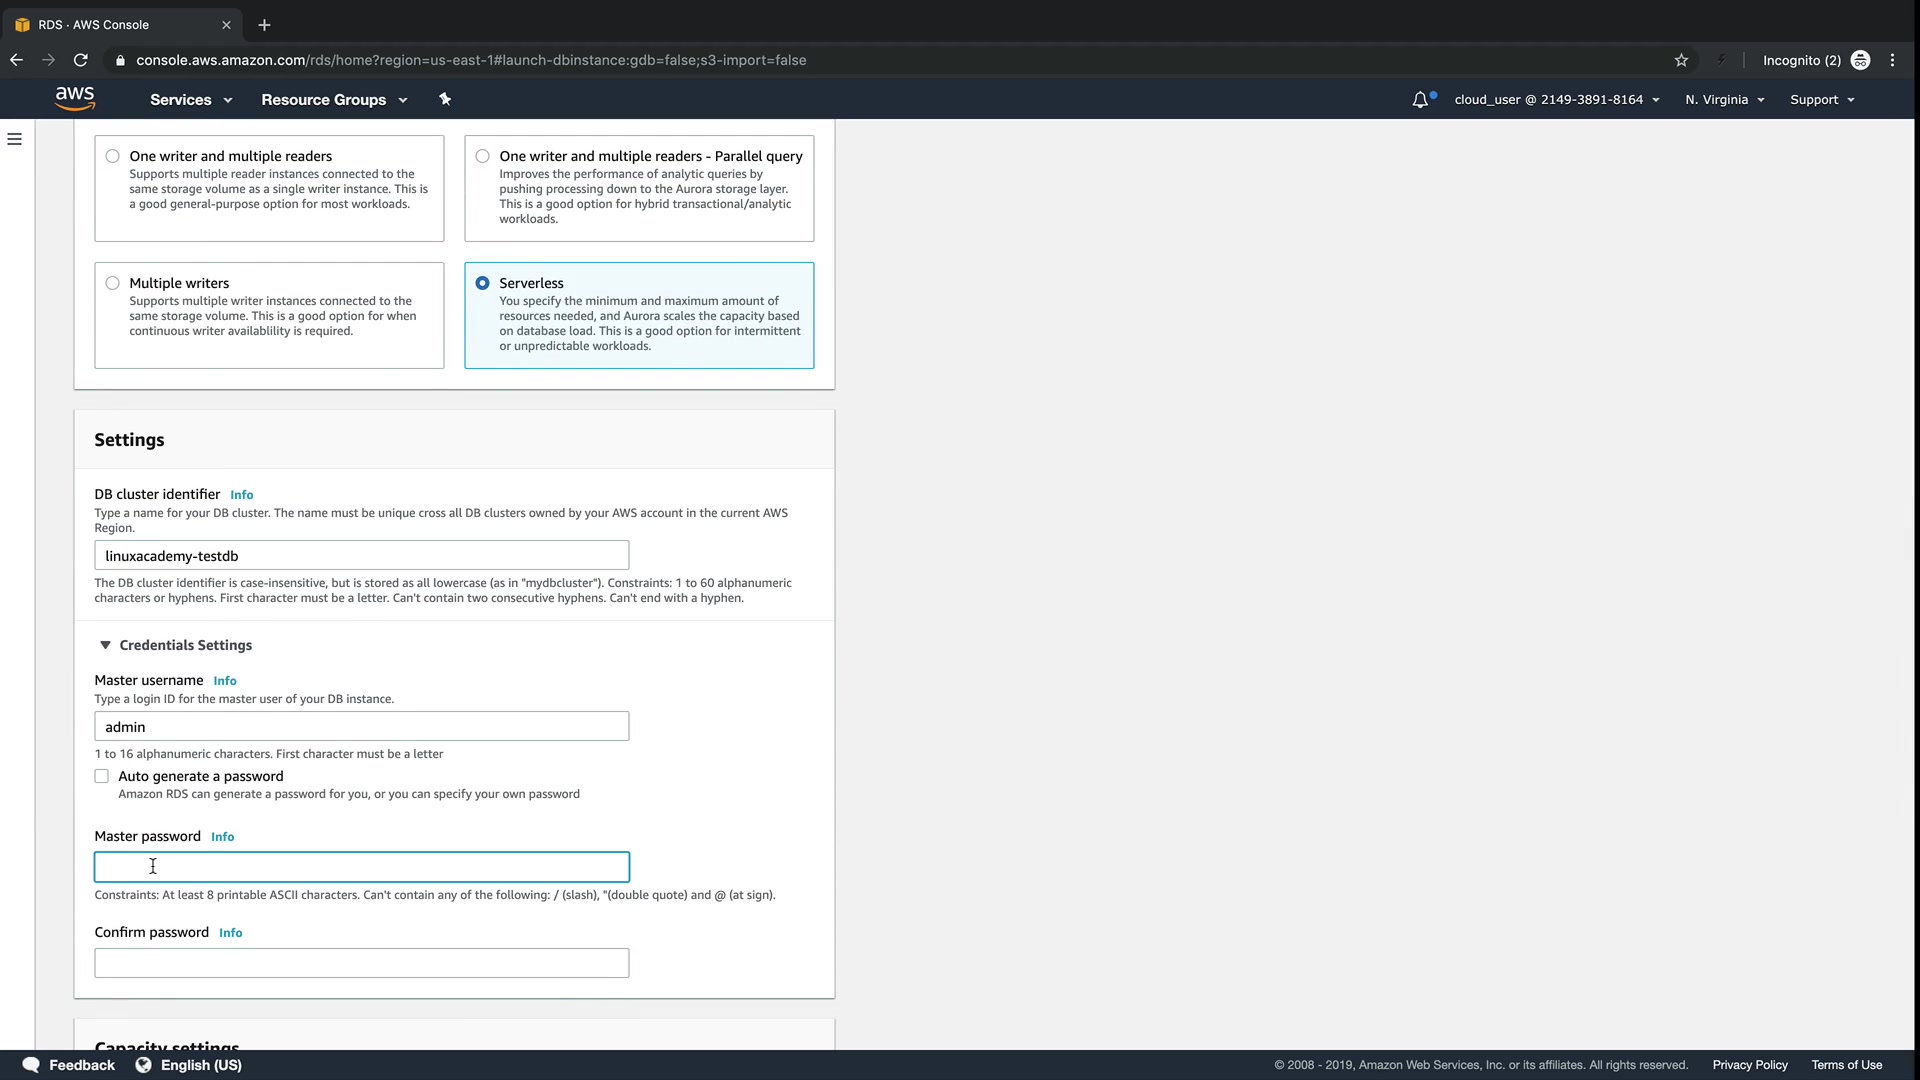 RDS · AWS Console
console.aws.amazon.com/rds/home?region=us-east-1#launch-dbinstance:gdb=false;s3-import=false
Incognito (2)
aws
Services
Resource Groups
cloud_user @ 2149-3891-8164
N. Virginia
Support
One writer and multiple readers
Supports multiple reader instances connected to the
same storage volume as a single writer instance. This is
a good general-purpose option for most workloads.
One writer and multiple readers - Parallel query
Improves the performance of analytic queries by
pushing processing down to the Aurora storage layer.
This is a good option for hybrid transactional/analytic
workloads.
Multiple writers
Supports multiple writer instances connected to the
same storage volume. This is a good option for when
continuous writer availablility is required.
Serverless
You specify the minimum and maximum amount of
resources needed, and Aurora scales the capacity based
on database load. This is a good option for intermittent
or unpredictable workloads.
Settings
DB cluster identifier Info
Type a name for your DB cluster. The name must be unique cross all DB clusters owned by your AWS account in the current AWS
Region.
linuxacademy-testdb
The DB cluster identifier is case-insensitive, but is stored as all lowercase (as in "mydbcluster"). Constraints: 1 to 60 alphanumeric
characters or hyphens. First character must be a letter. Can't contain two consecutive hyphens. Can't end with a hyphen.
Credentials Settings
Master username Info
Type a login ID for the master user of your DB instance.
admin
1 to 16 alphanumeric characters. First character must be a letter
Auto generate a password
Amazon RDS can generate a password for you, or you can specify your own password
Master password Info
Constraints: At least 8 printable ASCII characters. Can't contain any of the following: / (slash), "(double quote) and @ (at sign).
Confirm password Info
Capacity settings
Feedback
English (US)
© 2008 - 2019, Amazon Web Services, Inc. or its affiliates. All rights reserved.
Privacy Policy
Terms of Use